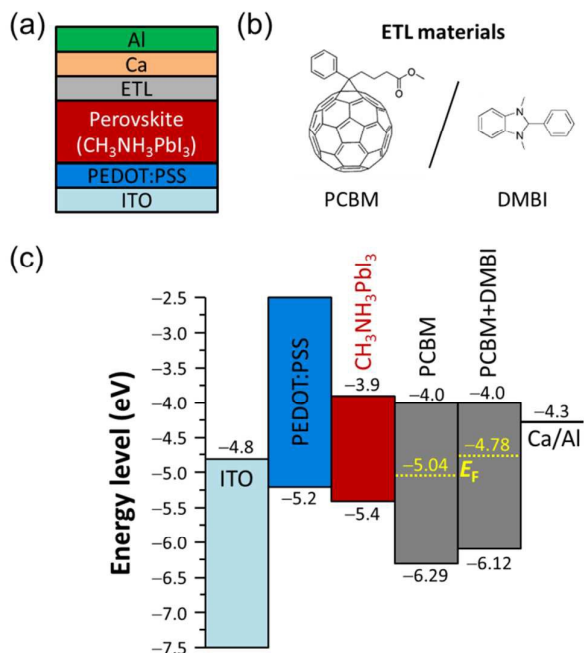 (a)
Al
Ca
ETL
Perovskite
(CH₃NH₃PbI₃)
PEDOT:PSS
ITO
(b)
ETL materials
O
O
N
N
PCBM
DMBI
(c)
Energy level (eV)
−2.5
−3.0
−3.5
−4.0
−4.5
−5.0
−5.5
−6.0
−6.5
−7.0
−7.5
−4.8
ITO
PEDOT:PSS
−5.2
CH₃NH₃PbI₃
−3.9
−5.4
PCBM
−4.0
−5.04
−6.29
PCBM+DMBI
−4.0
−4.78
E_F
−6.12
−4.3
Ca/Al